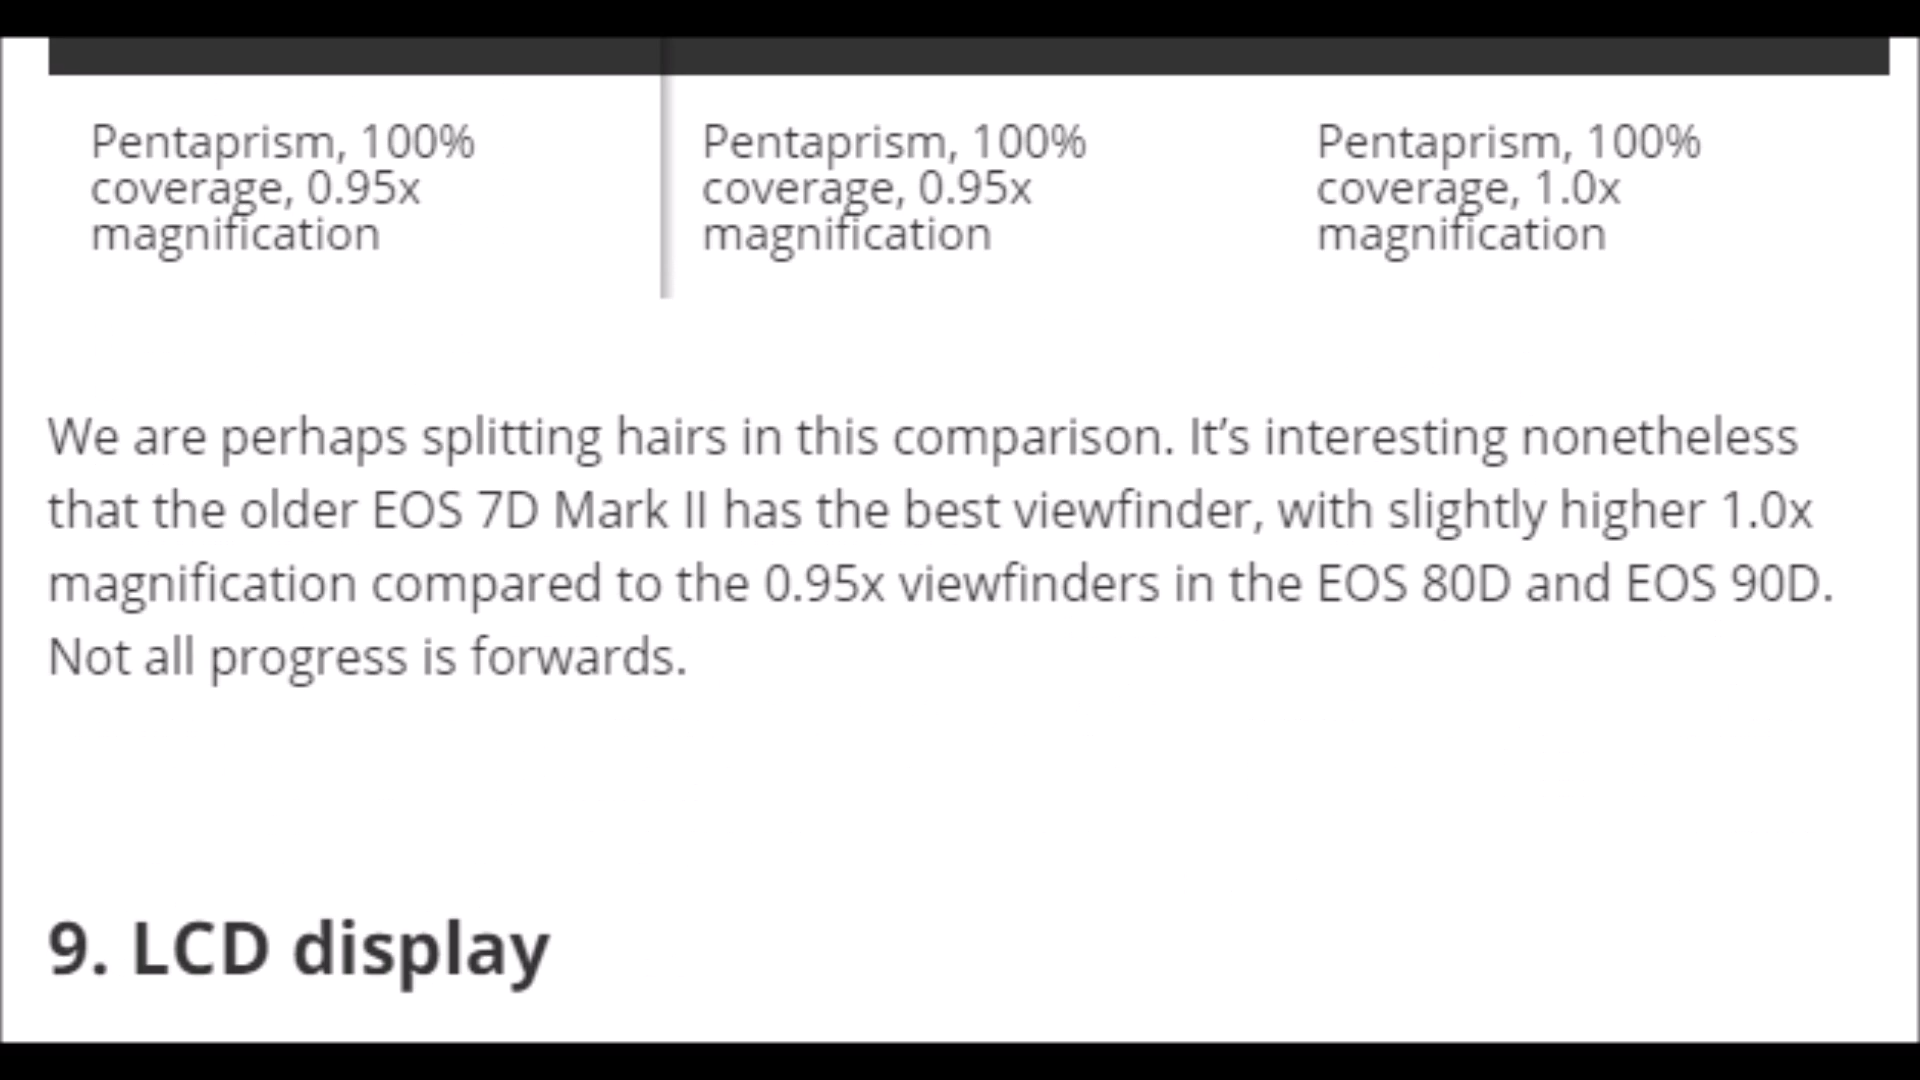 Pentaprism, 100%
coverage, 0.95x
magnification
Pentaprism, 100%
coverage, 0.95x
magnification
Pentaprism, 100%
coverage, 1.0x
magnification
We are perhaps splitting hairs in this comparison. It’s interesting nonetheless
that the older EOS 7D Mark II has the best viewfinder, with slightly higher 1.0x
magnification compared to the 0.95x viewfinders in the EOS 80D and EOS 90D.
Not all progress is forwards.
9. LCD display